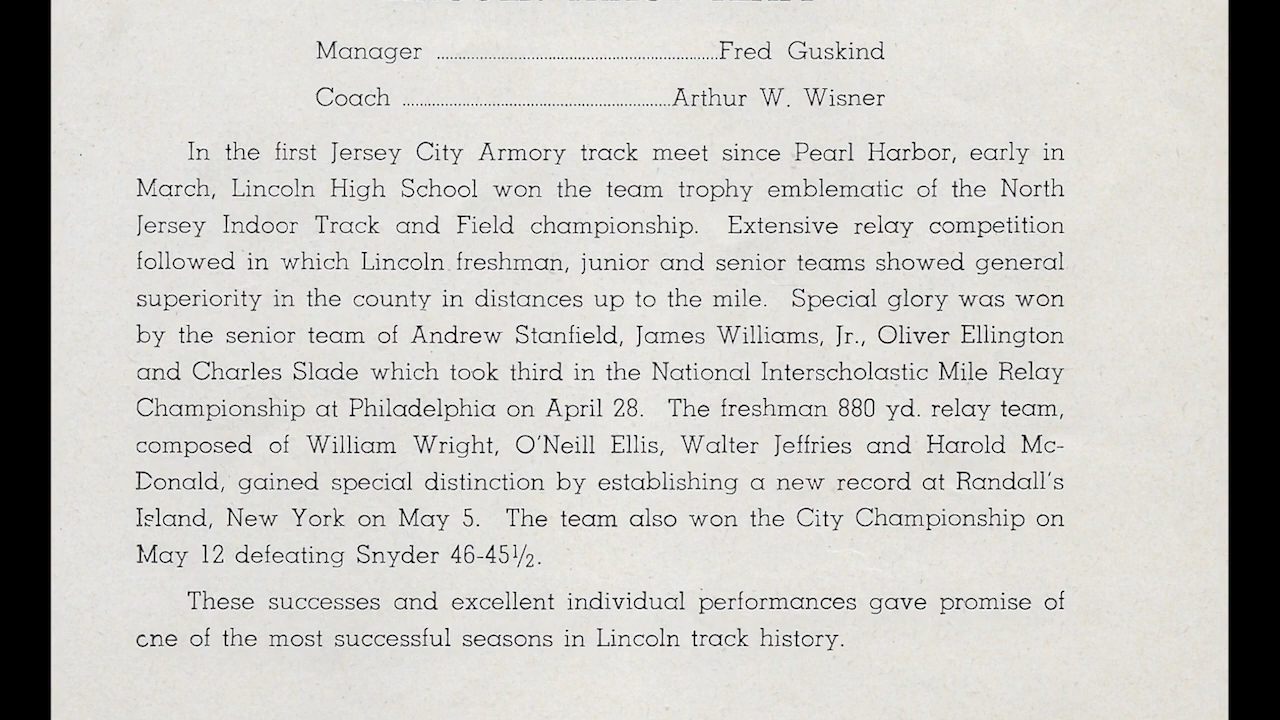 Manager ........Fred Guskind
Coach ........Arthur W. Wisner
In the first Jersey City Armory track meet since Pearl Harbor, early in
March, Lincoln High School won the team trophy emblematic of the North
Jersey Indoor Track and Field championship. Extensive relay competition
followed in which Lincoln freshman, junior and senior teams showed general
superiority in the county in distances up to the mile. Special glory was won
by the senior team of Andrew Stanfield, James Williams, Jr., Oliver Ellington
and Charles Slade which took third in the National Interscholastic Mile Relay
Championship at Philadelphia on April 28. The freshman 880 yd. relay team,
composed of William Wright, O'Neill Ellis, Walter Jeffries and Harold Mc-
Donald, gained special distinction by establishing a new record at Randall's
Island, New York on May 5. The team also won the City Championship on
May 12 defeating Snyder 46-45½.
These successes and excellent individual performances gave promise of
one of the most successful seasons in Lincoln track history.